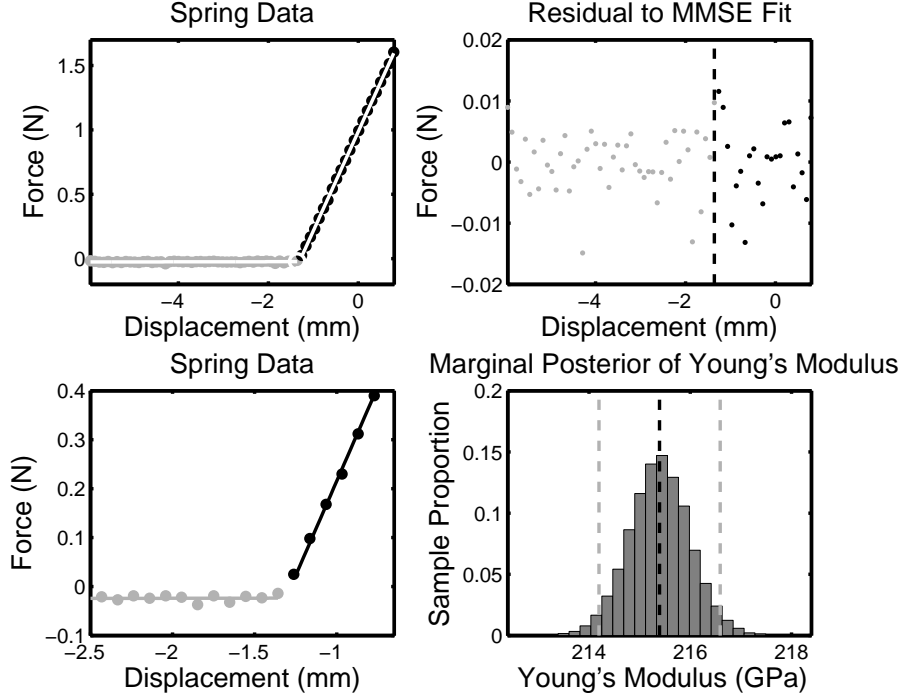 Spring Data
Residual to MMSE Fit
1.5
1
0.5
0
Force (N)
−4
−2
0
Displacement (mm)
0.02
0.01
0
−0.01
−0.02
Force (N)
−4
−2
0
Displacement (mm)
Spring Data
Marginal Posterior of Young's Modulus
0.4
0.3
0.2
0.1
0
−0.1
Force (N)
−2.5
−2
−1.5
−1
Displacement (mm)
0.2
0.15
0.1
0.05
0
Sample Proportion
214
216
218
Young's Modulus (GPa)